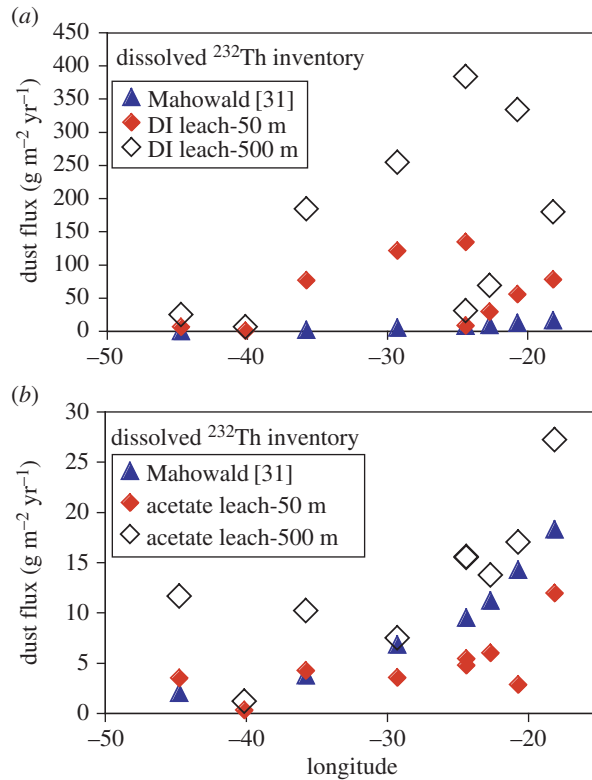 (a)
dissolved ²³²Th inventory
Mahowald [31]
DI leach-50 m
DI leach-500 m
dust flux (g m⁻² yr⁻¹)
450
400
350
300
250
200
150
100
50
0
−50
−40
−30
−20
(b)
dissolved ²³²Th inventory
Mahowald [31]
acetate leach-50 m
acetate leach-500 m
dust flux (g m⁻² yr⁻¹)
30
25
20
15
10
5
0
−50
−40
−30
−20
longitude